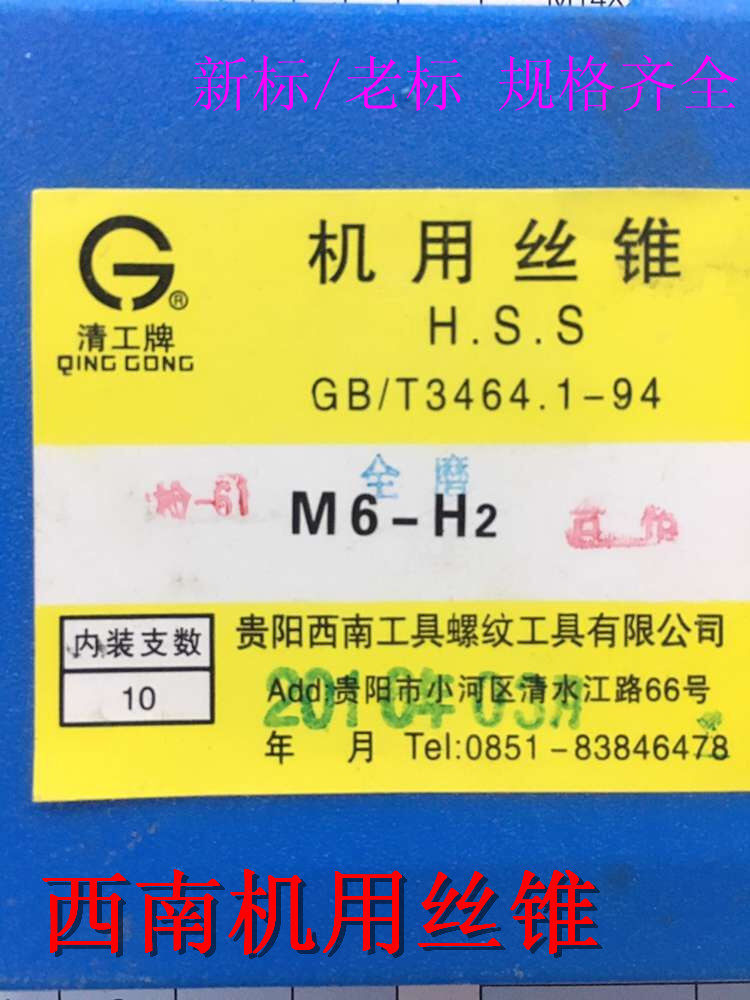 新标/老标 规格齐全
清工牌
QING GONG
机用丝锥
H.S.S
GB/T3464.1-94
全磨
检-61
M6-H2
内装支数
10
贵阳西南工具螺纹工具有限公司
Add:贵阳市小河区清水江路66号
年 月 Tel:0851-83846478
西南机用丝锥